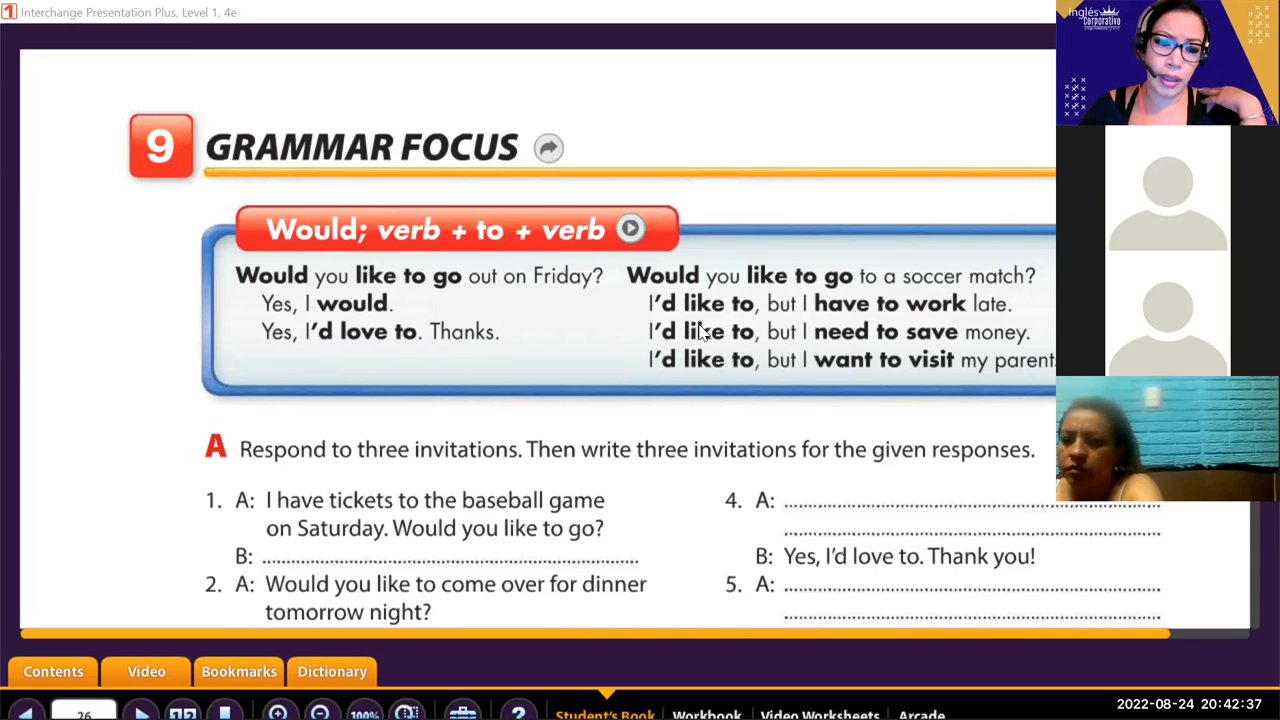 Interchange Presentation Plus, Level 1, 4e
Inglés
Corporativo
9 GRAMMAR FOCUS
Would; verb + to + verb
Would you like to go out on Friday?
Yes, I would.
Yes, I'd love to. Thanks.
Would you like to go to a soccer match?
I'd like to, but I have to work late.
I'd like to, but I need to save money.
I'd like to, but I want to visit my parent
A Respond to three invitations. Then write three invitations for the given responses.
1. A: I have tickets to the baseball game
on Saturday. Would you like to go?
B:
2. A: Would you like to come over for dinner
tomorrow night?
4. A:
B: Yes, I'd love to. Thank you!
5. A:
Contents Video Bookmarks Dictionary
26 100% ? Student's Book Workbook Video Worksheets Arcade
2022-08-24 20:42:37